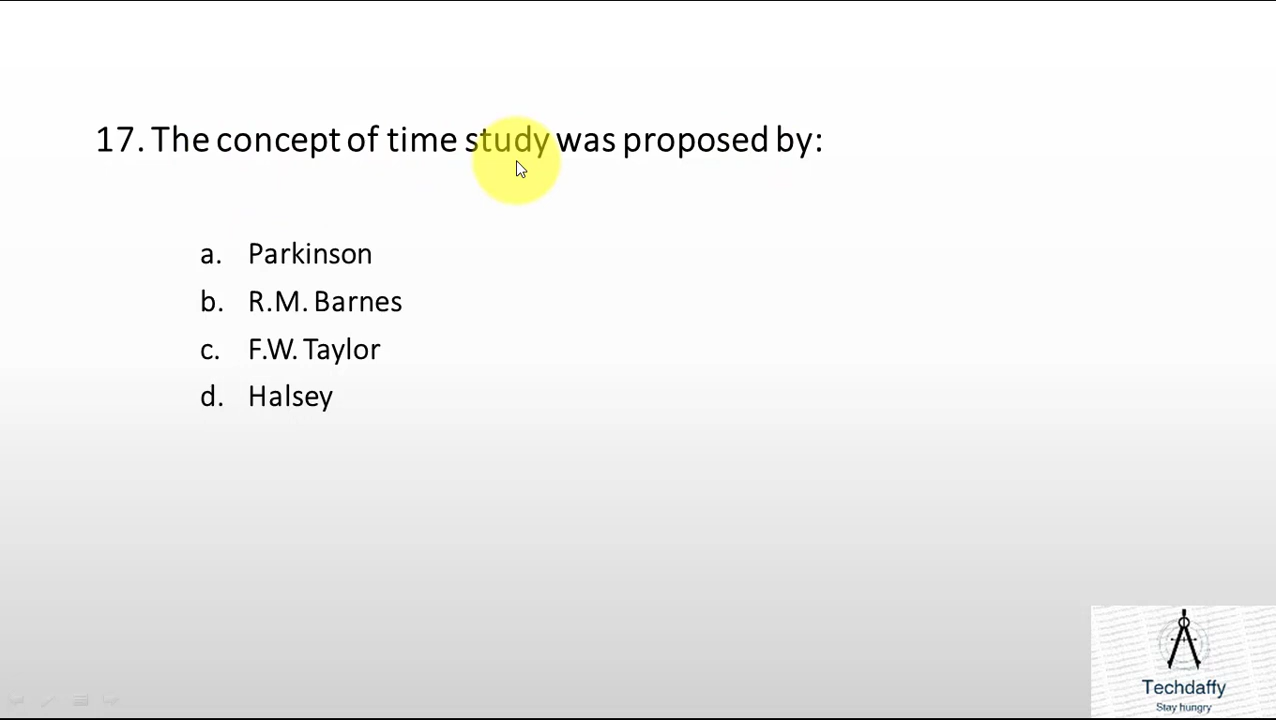 17. The concept of time study was proposed by:
a. Parkinson
b. R.M. Barnes
c. F.W. Taylor
d. Halsey
Techdaffy
Stay hungry